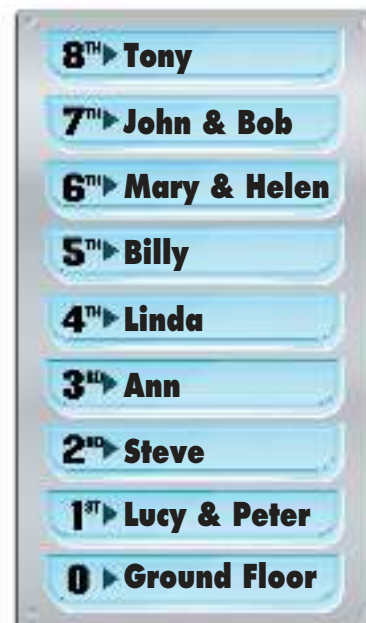 8TH Tony
7TH John & Bob
6TH Mary & Helen
5TH Billy
4TH Linda
3RD Ann
2ND Steve
1ST Lucy & Peter
0 Ground Floor